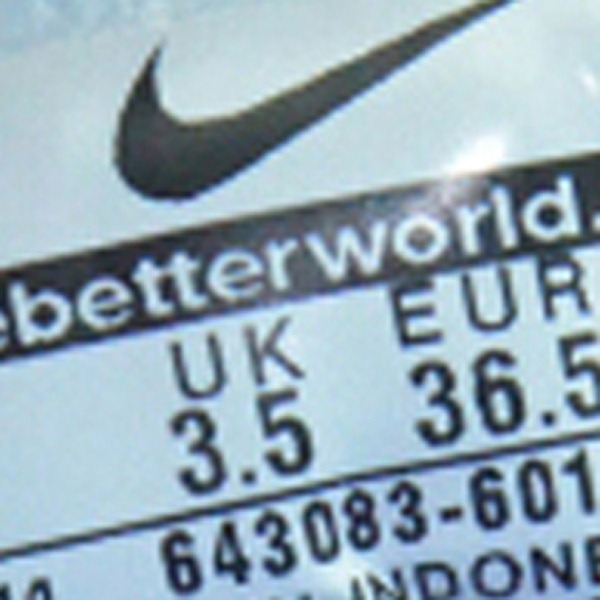 ebetterworld.
UK EUR
3.5 36.5
643083-601
INDONE